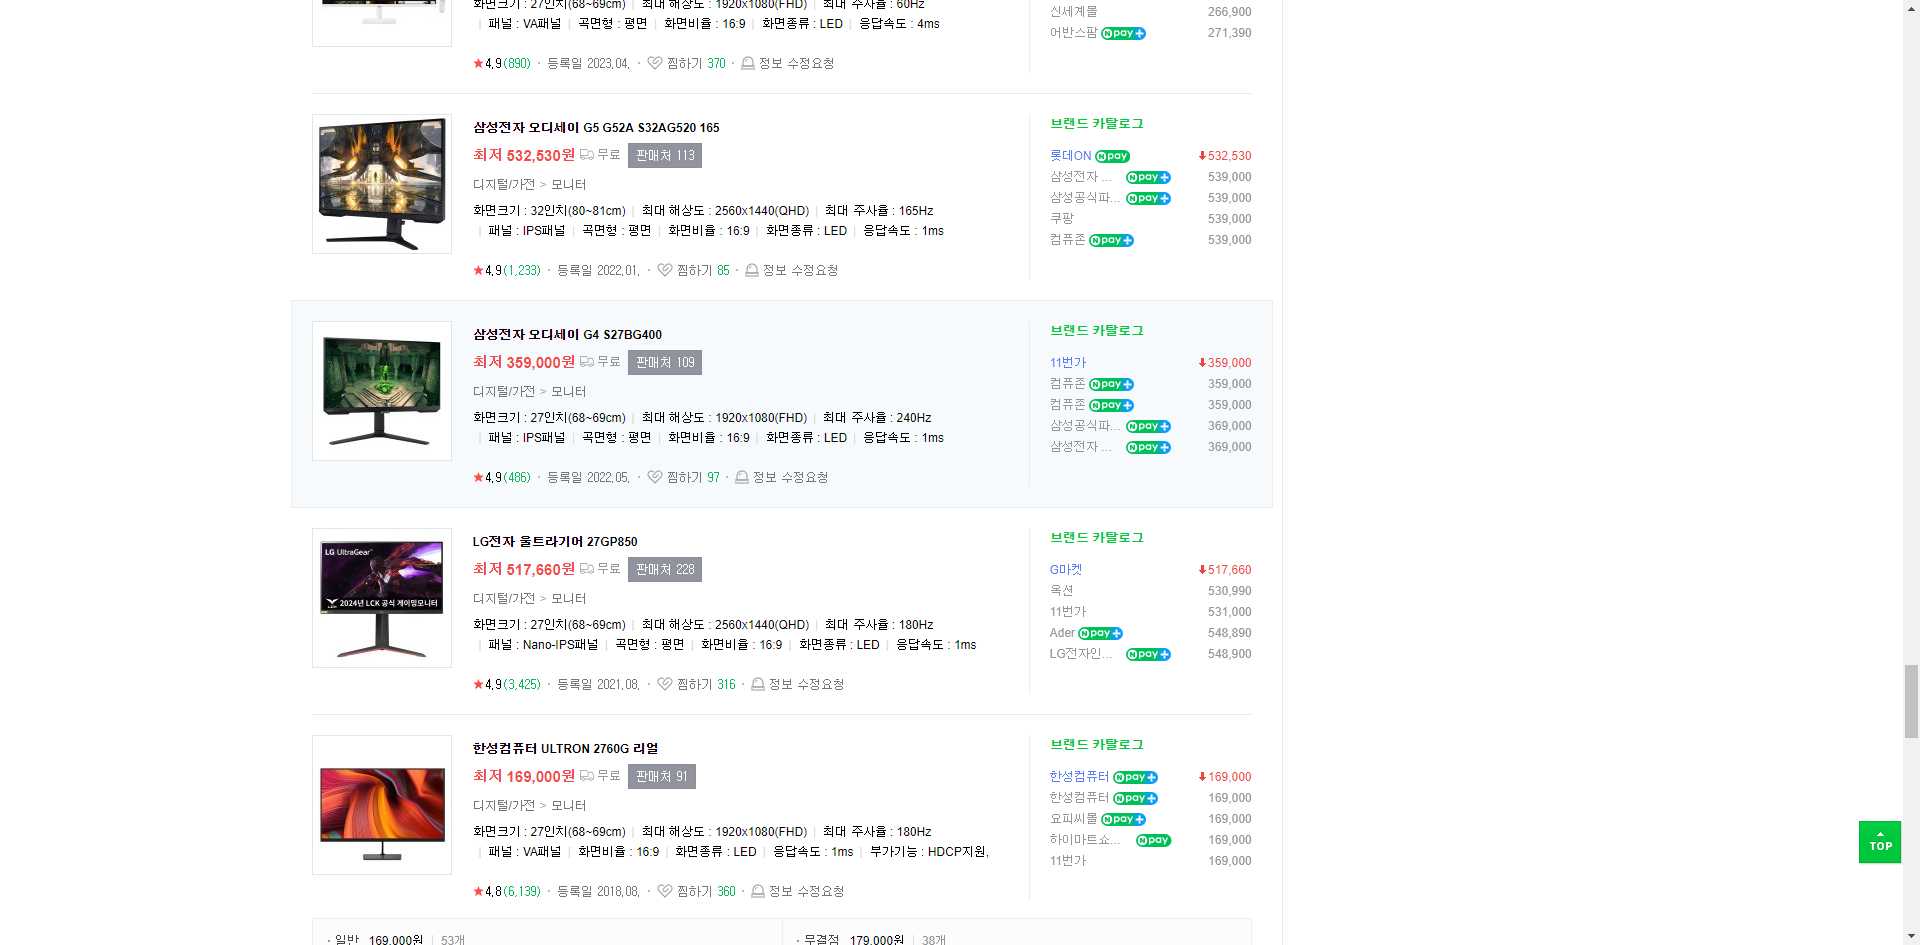 화면크기 : 27인치(68~69cm) | 최대 해상도 : 1920x1080(FHD) | 최대 주사율 : 60Hz
| 패널 : VA패널 | 곡면형 : 평면 | 화면비율 : 16:9 | 화면종류 : LED | 응답속도 : 4ms
★4.9(890) · 등록일 2023.04. · 찜하기 370 · 정보 수정요청
신세계몰 266,900
어반스팜 N pay+ 271,390
삼성전자 오디세이 G5 G52A S32AG520 165
최저 532,530원 무료 판매처 113
디지털/가전 > 모니터
화면크기 : 32인치(80~81cm) | 최대 해상도 : 2560x1440(QHD) | 최대 주사율 : 165Hz
| 패널 : IPS패널 | 곡면형 : 평면 | 화면비율 : 16:9 | 화면종류 : LED | 응답속도 : 1ms
★4.9(1,233) · 등록일 2022.01. · 찜하기 85 · 정보 수정요청
브랜드 카탈로그
롯데ON N pay 532,530
삼성전자 ... N pay+ 539,000
삼성공식파... N pay+ 539,000
쿠팡 539,000
컴퓨존 N pay+ 539,000
삼성전자 오디세이 G4 S27BG400
최저 359,000원 무료 판매처 109
디지털/가전 > 모니터
화면크기 : 27인치(68~69cm) | 최대 해상도 : 1920x1080(FHD) | 최대 주사율 : 240Hz
| 패널 : IPS패널 | 곡면형 : 평면 | 화면비율 : 16:9 | 화면종류 : LED | 응답속도 : 1ms
★4.9(486) · 등록일 2022.05. · 찜하기 97 · 정보 수정요청
브랜드 카탈로그
11번가 359,000
컴퓨존 N pay+ 359,000
컴퓨존 N pay+ 359,000
삼성공식파... N pay+ 369,000
삼성전자 ... N pay+ 369,000
LG UltraGear
2024년 LCK 공식 게이밍모니터
LG전자 울트라기어 27GP850
최저 517,660원 무료 판매처 228
디지털/가전 > 모니터
화면크기 : 27인치(68~69cm) | 최대 해상도 : 2560x1440(QHD) | 최대 주사율 : 180Hz
| 패널 : Nano-IPS패널 | 곡면형 : 평면 | 화면비율 : 16:9 | 화면종류 : LED | 응답속도 : 1ms
★4.9(3,425) · 등록일 2021.08. · 찜하기 316 · 정보 수정요청
브랜드 카탈로그
G마켓 517,660
옥션 530,990
11번가 531,000
Ader N pay+ 548,890
LG전자인... N pay+ 548,900
한성컴퓨터 ULTRON 2760G 리얼
최저 169,000원 무료 판매처 91
디지털/가전 > 모니터
화면크기 : 27인치(68~69cm) | 최대 해상도 : 1920x1080(FHD) | 최대 주사율 : 180Hz
| 패널 : VA패널 | 화면비율 : 16:9 | 화면종류 : LED | 응답속도 : 1ms | 부가기능 : HDCP지원,
★4.8(6,139) · 등록일 2018.08. · 찜하기 360 · 정보 수정요청
브랜드 카탈로그
한성컴퓨터 N pay+ 169,000
한성컴퓨터 N pay+ 169,000
요피씨몰 N pay+ 169,000
하이마트쇼... N pay 169,000
11번가 169,000
TOP
· 일반 169,000원 | 53개 · 무결점 179,000원 | 38개